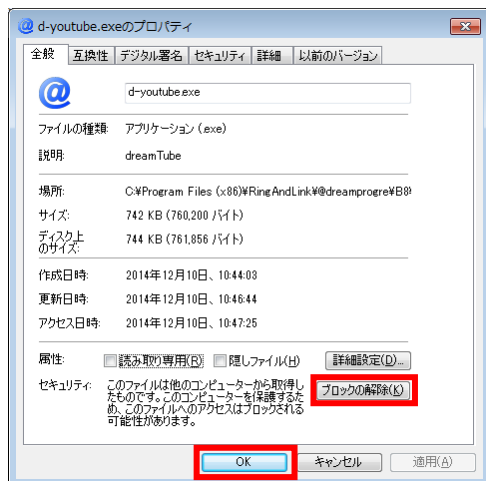 d-youtube.exeのプロパティ
全般 互換性 デジタル署名 セキュリティ 詳細 以前のバージョン
d-youtube.exe
ファイルの種類: アプリケーション (.exe)
説明: dreamTube
場所: C:¥Program Files (x86)¥RingAndLink¥@dreamprogre¥B8
サイズ: 742 KB (760,200 バイト)
ディスク上
のサイズ: 744 KB (761,856 バイト)
作成日時: 2014年12月10日、10:44:03
更新日時: 2014年12月10日、10:46:44
アクセス日時: 2014年12月10日、10:47:25
属性: 読み取り専用(R) 隠しファイル(H) 詳細設定(D)...
セキュリティ: このファイルは他のコンピューターから取得し
たものです。このコンピューターを保護するた
め、このファイルへのアクセスはブロックされる
可能性があります。
ブロックの解除(K)
OK キャンセル 適用(A)